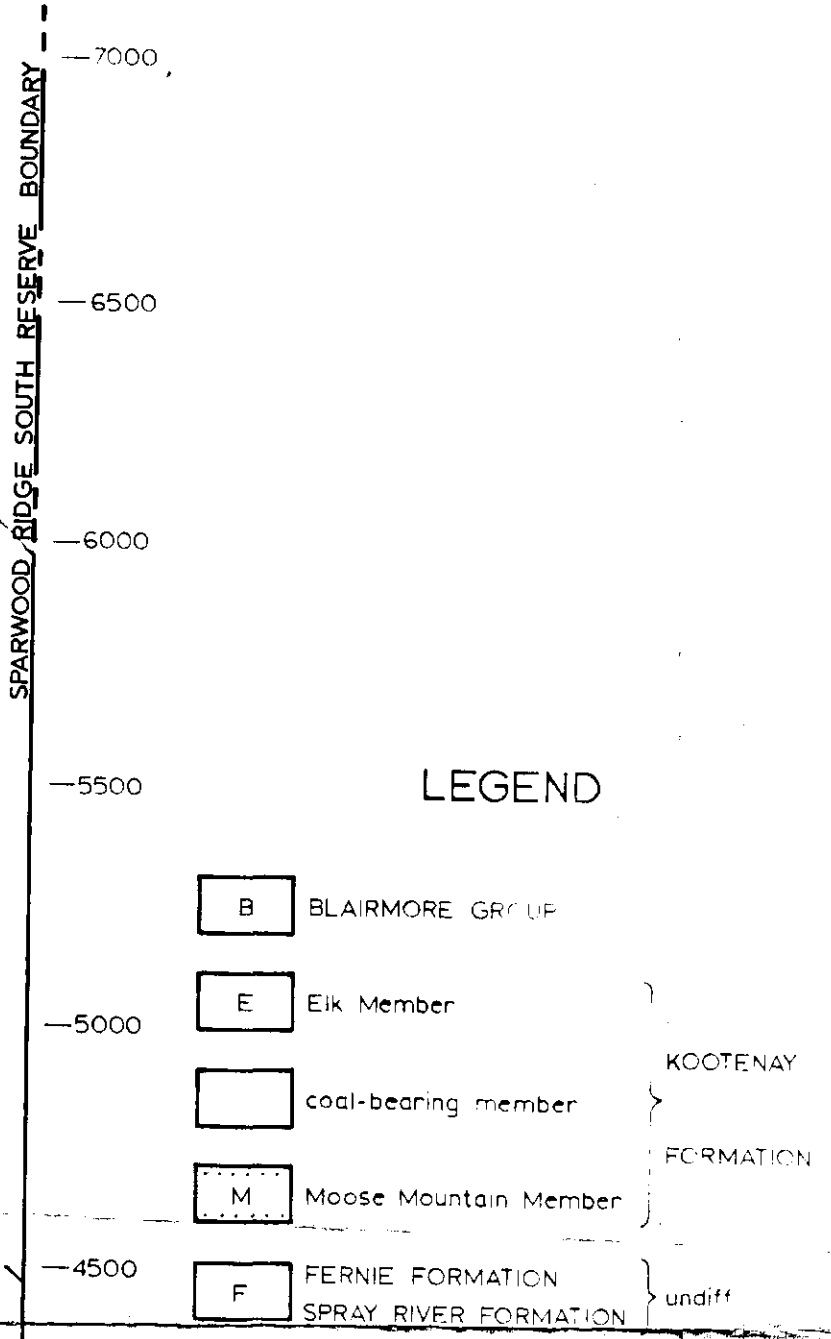 SPARWOOD RIDGE SOUTH RESERVE BOUNDARY
—7000
—6500
—6000
—5500
—5000
—4500
LEGEND
B BLAIRMORE GROUP
E Elk Member
coal-bearing member
M Moose Mountain Member
KOOTENAY
FORMATION
F FERNIE FORMATION
SPRAY RIVER FORMATION
undiff